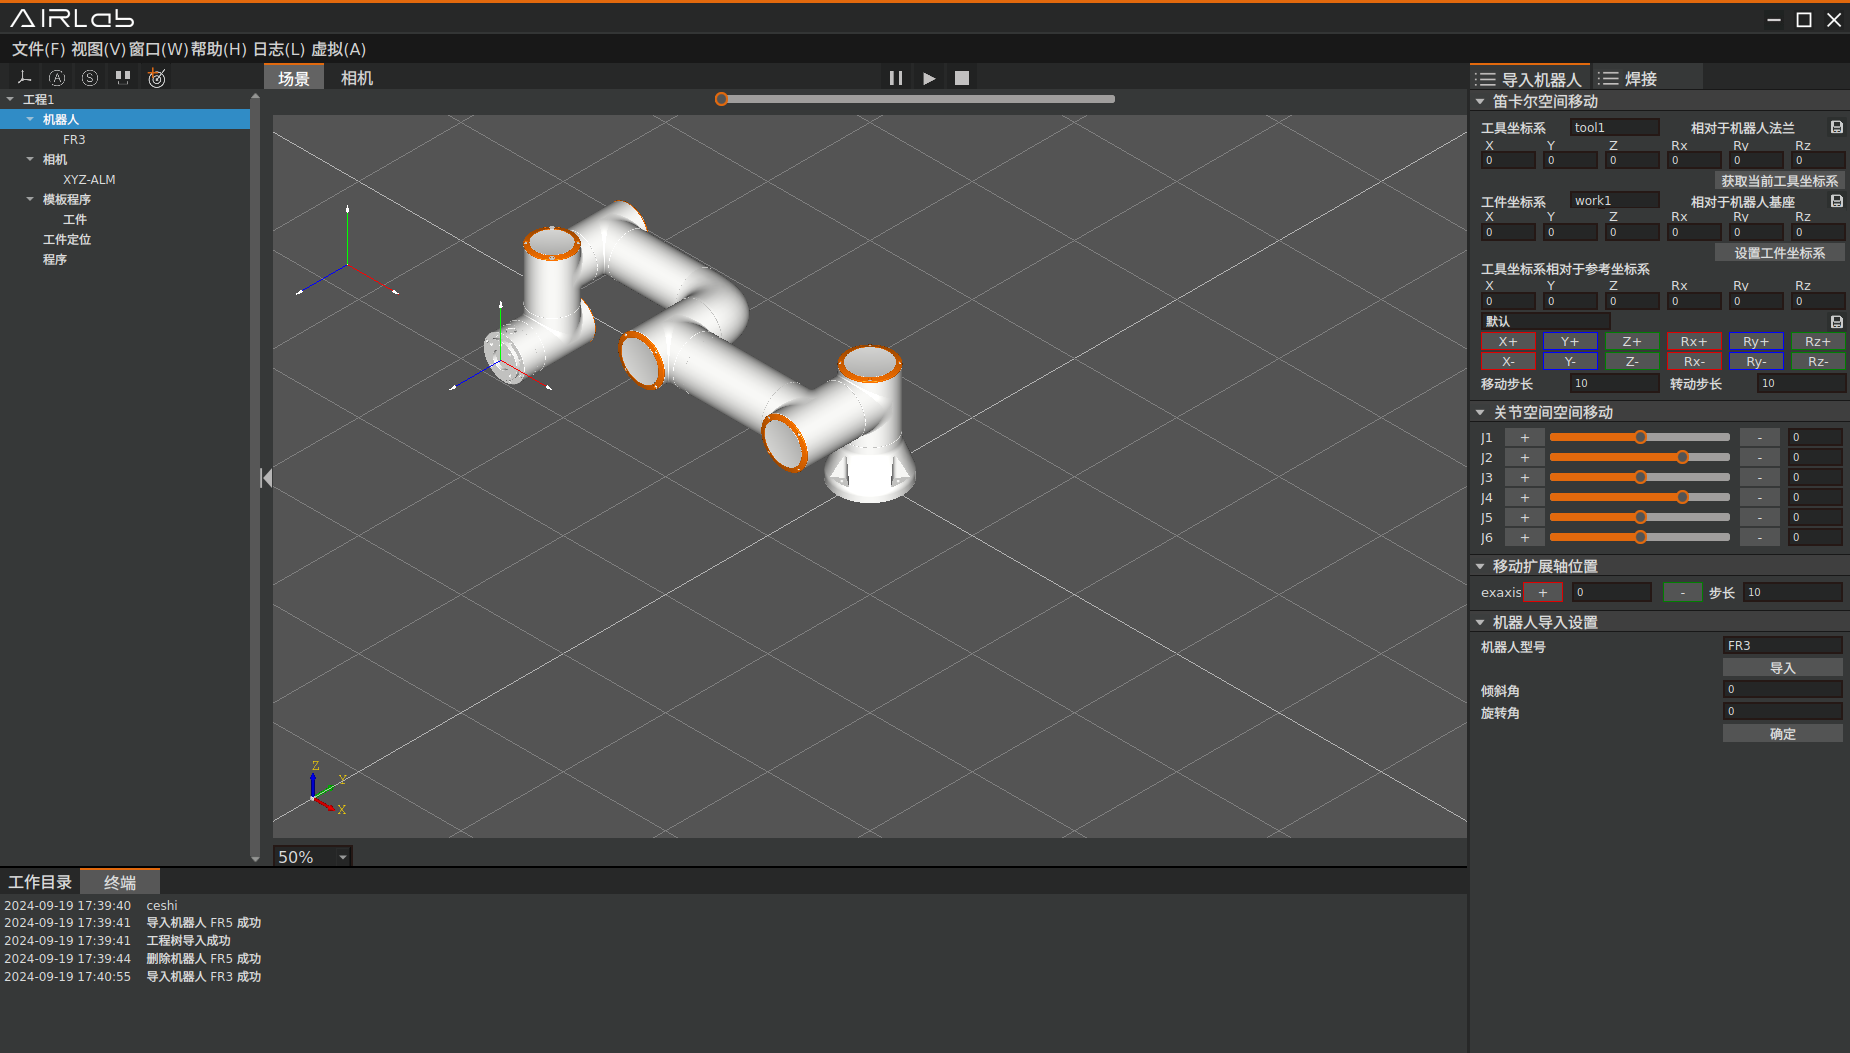 AIRLab
文件(F) 视图(V) 窗口(W) 帮助(H) 日志(L) 虚拟(A)
A S
场景 相机
工程1
机器人
FR3
相机
XYZ-ALM
模板程序
工件
工件定位
程序
Z
Y
X
50%
导入机器人 焊接
笛卡尔空间移动
工具坐标系 tool1 相对于机器人法兰
X Y Z Rx Ry Rz
0 0 0 0 0 0
获取当前工具坐标系
工件坐标系 work1 相对于机器人基座
X Y Z Rx Ry Rz
0 0 0 0 0 0
设置工件坐标系
工具坐标系相对于参考坐标系
X Y Z Rx Ry Rz
0 0 0 0 0 0
默认
X+ Y+ Z+ Rx+ Ry+ Rz+
X- Y- Z- Rx- Ry- Rz-
移动步长 10 转动步长 10
关节空间空间移动
J1 + - 0
J2 + - 0
J3 + - 0
J4 + - 0
J5 + - 0
J6 + - 0
移动扩展轴位置
exaxis + 0 - 步长 10
机器人导入设置
机器人型号 FR3
导入
倾斜角 0
旋转角 0
确定
工作目录 终端
2024-09-19 17:39:40 ceshi
2024-09-19 17:39:41 导入机器人 FR5 成功
2024-09-19 17:39:41 工程树导入成功
2024-09-19 17:39:44 删除机器人 FR5 成功
2024-09-19 17:40:55 导入机器人 FR3 成功